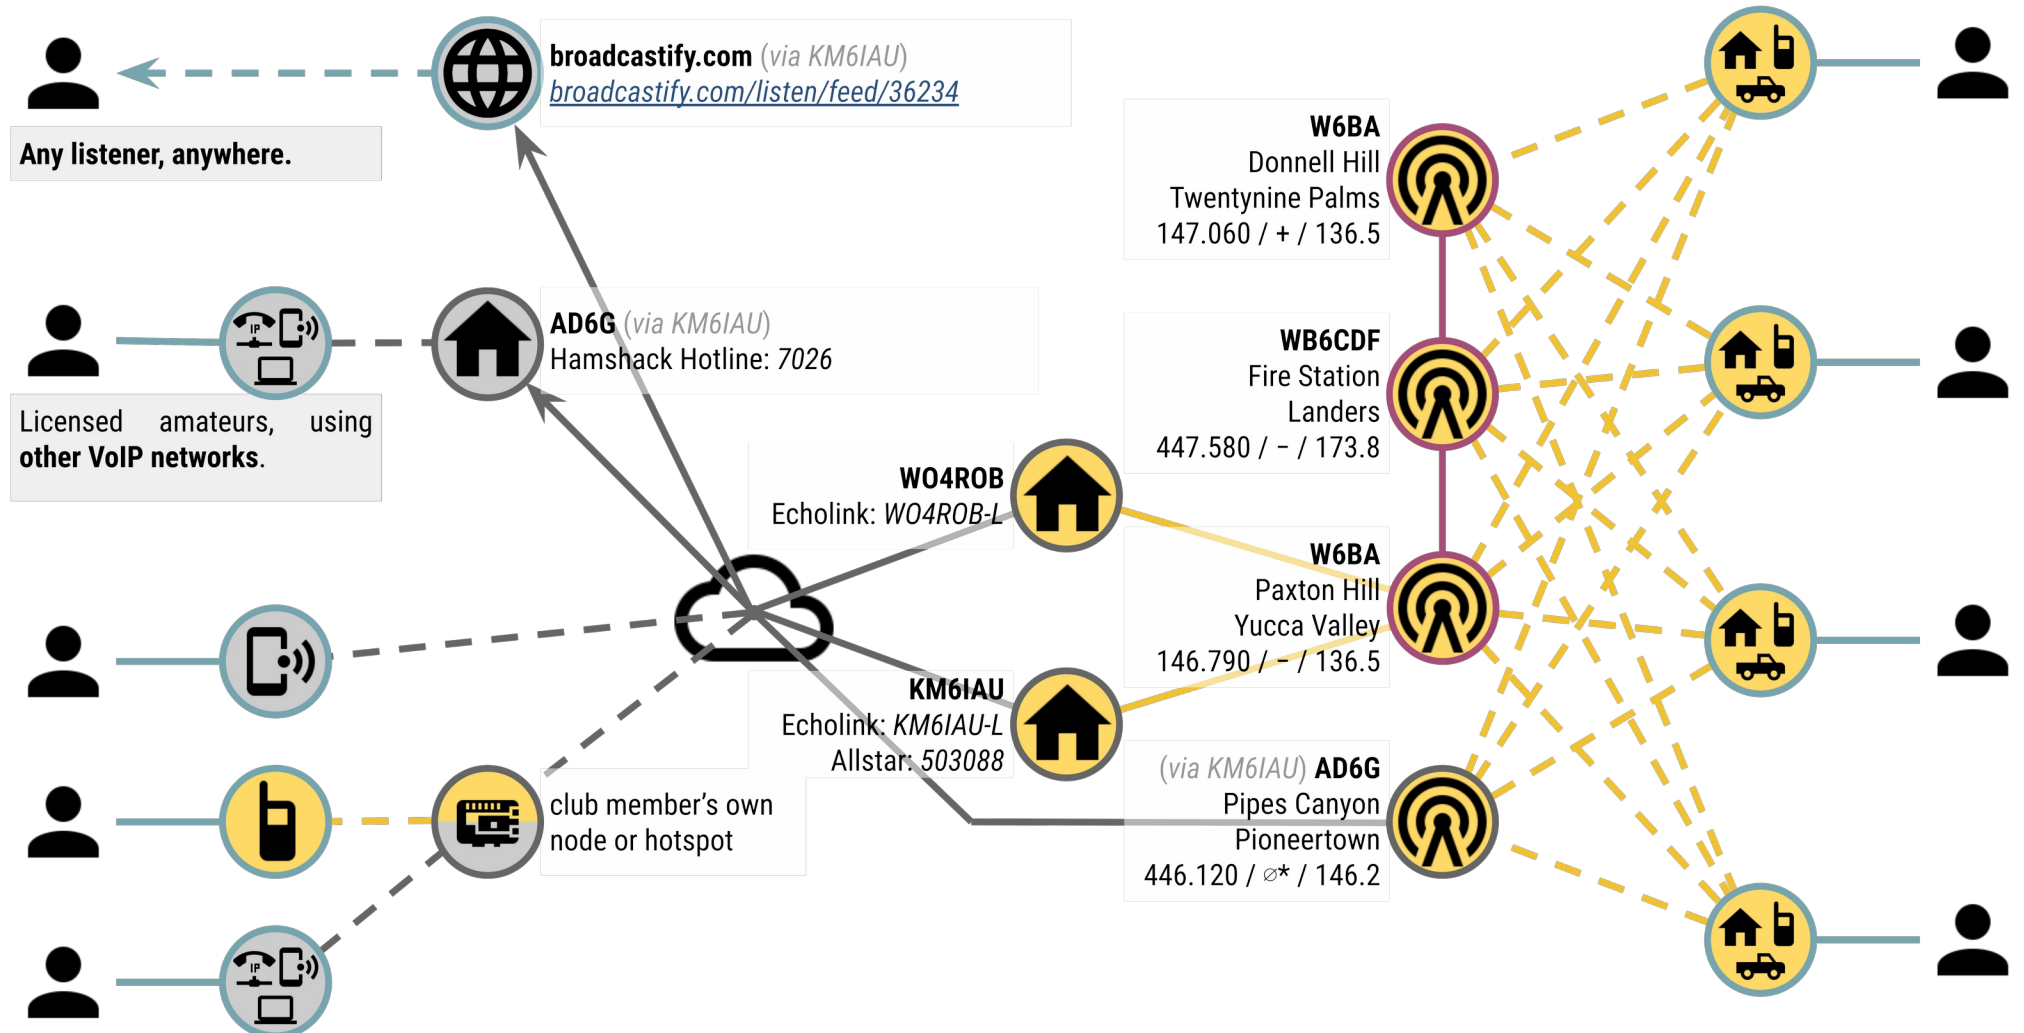 broadcastify.com (via KM6IAU)
broadcastify.com/listen/feed/36234
Any listener, anywhere.
W6BA
Donnell Hill
Twentynine Palms
147.060 / + / 136.5
IP
AD6G (via KM6IAU)
Hamshack Hotline: 7026
Licensed amateurs, using
other VoIP networks.
WB6CDF
Fire Station
Landers
447.580 / − / 173.8
WO4ROB
Echolink: WO4ROB-L
W6BA
Paxton Hill
Yucca Valley
146.790 / − / 136.5
KM6IAU
Echolink: KM6IAU-L
Allstar: 503088
(via KM6IAU) AD6G
Pipes Canyon
Pioneertown
446.120 / ∅* / 146.2
club member’s own
node or hotspot
IP